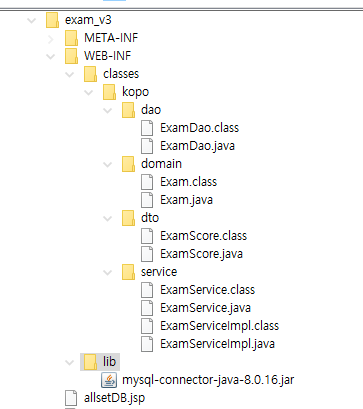 exam_v3
META-INF
WEB-INF
classes
kopo
dao
ExamDao.class
ExamDao.java
domain
Exam.class
Exam.java
dto
ExamScore.class
ExamScore.java
service
ExamService.class
ExamService.java
ExamServiceImpl.class
ExamServiceImpl.java
lib
mysql-connector-java-8.0.16.jar
allsetDB.jsp